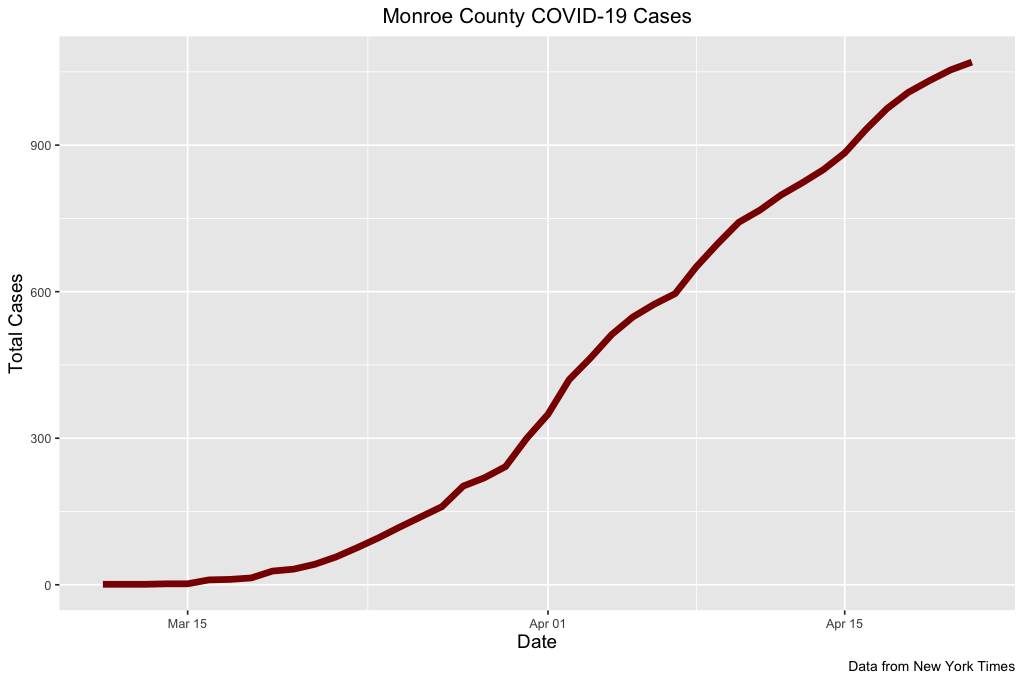 Monroe County COVID-19 Cases
Total Cases
900
600
300
0
Mar 15
Apr 01
Apr 15
Date
Data from New York Times